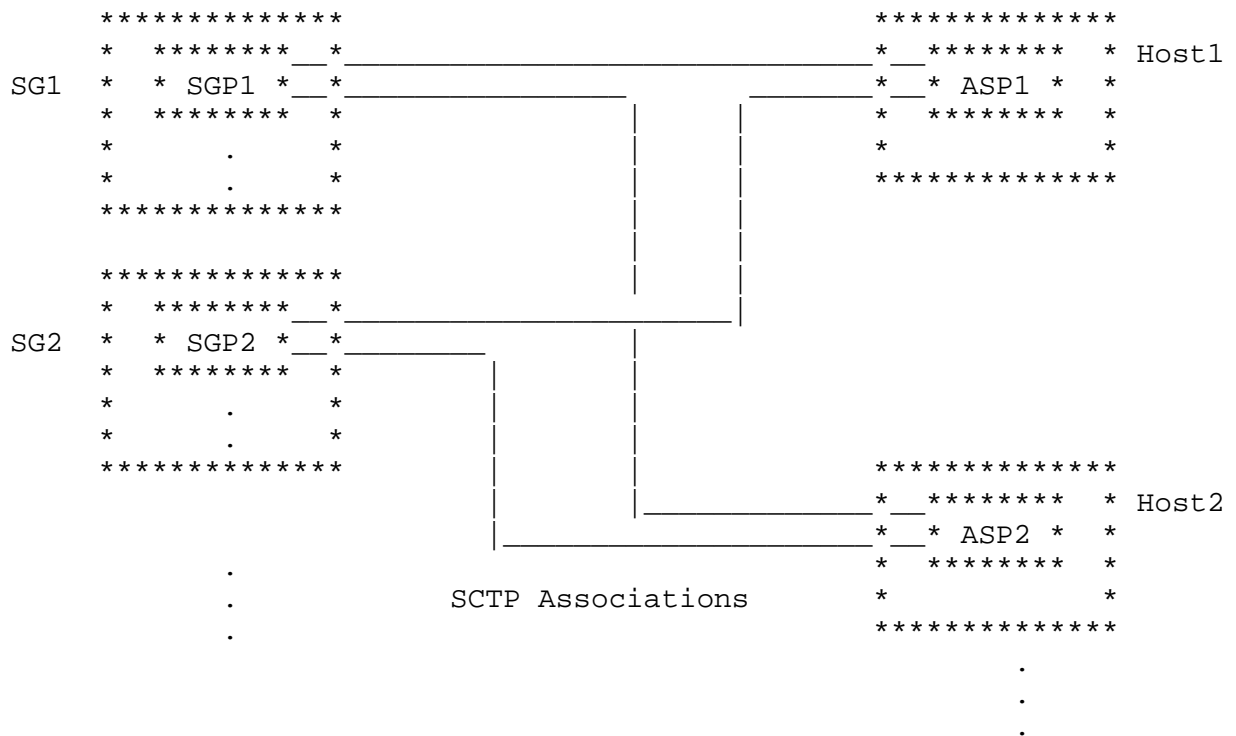 Host1
SG1 SGP1 ASP1
SG2 SGP2
Host2
ASP2
SCTP Associations